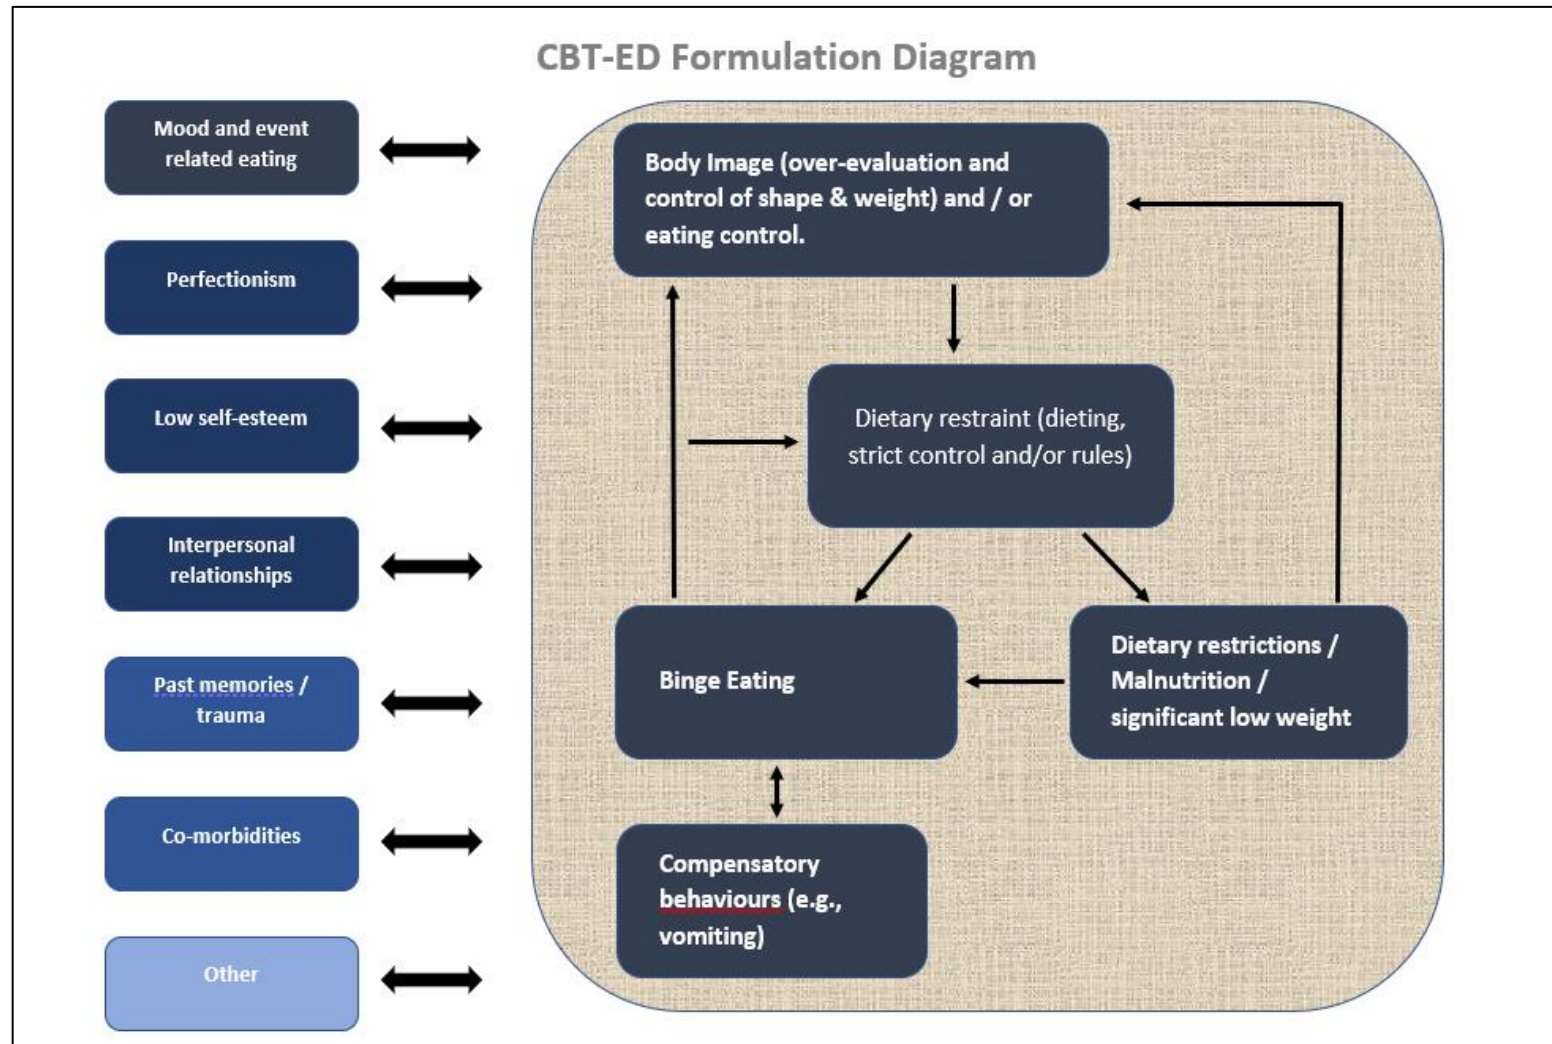 CBT-ED Formulation Diagram
Mood and event
related eating
Perfectionism
Low self-esteem
Interpersonal
relationships
Past memories /
trauma
Co-morbidities
Other
Body Image (over-evaluation and
control of shape & weight) and / or
eating control.
Dietary restraint (dieting,
strict control and/or rules)
Binge Eating
Dietary restrictions /
Malnutrition /
significant low weight
Compensatory
behaviours (e.g.,
vomiting)